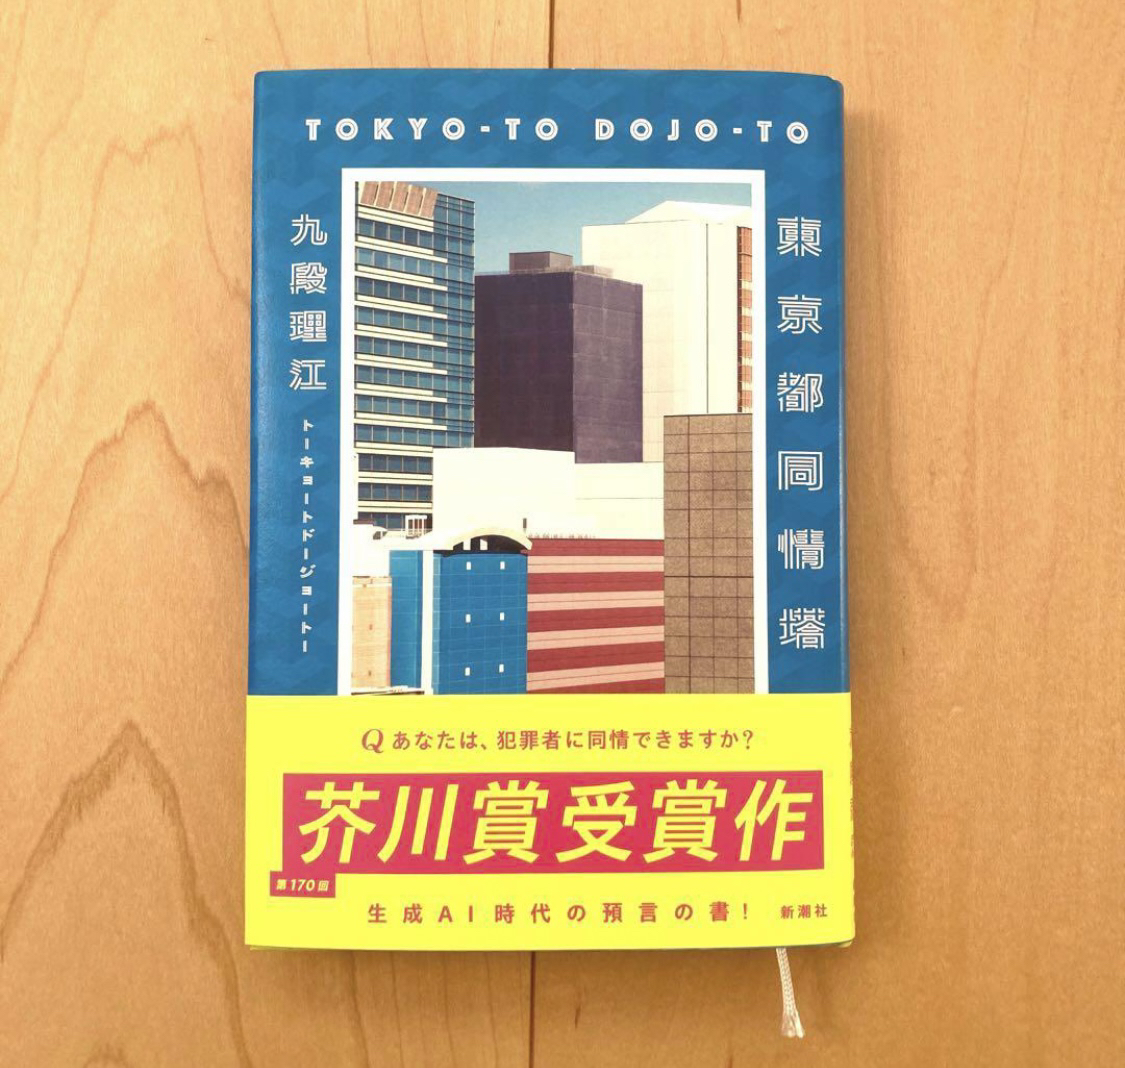 TOKYO-TO DOJO-TO
東京都同情塔
九段理江
トーキョートドージョートー
Q あなたは、犯罪者に同情できますか?
芥川賞受賞作
第170回
生成AI時代の預言の書!
新潮社